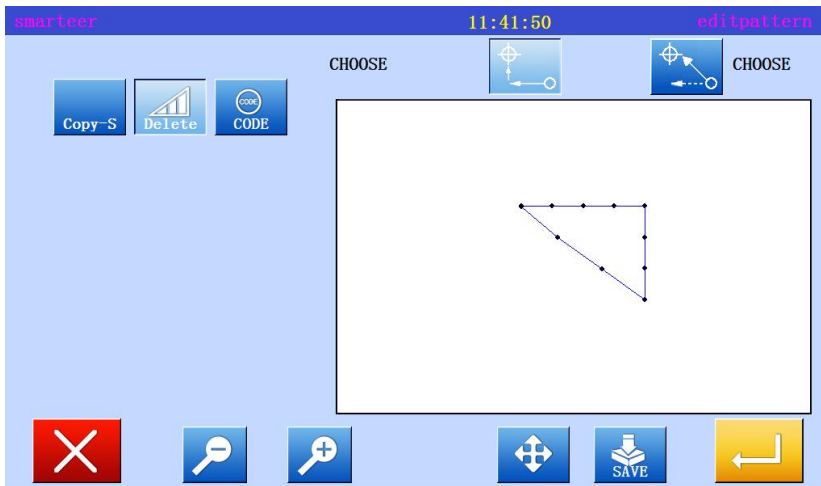 smarteer 11:41:50 editpattern
CHOOSE CHOOSE
Copy-S Delete CODE CODE
SAVE